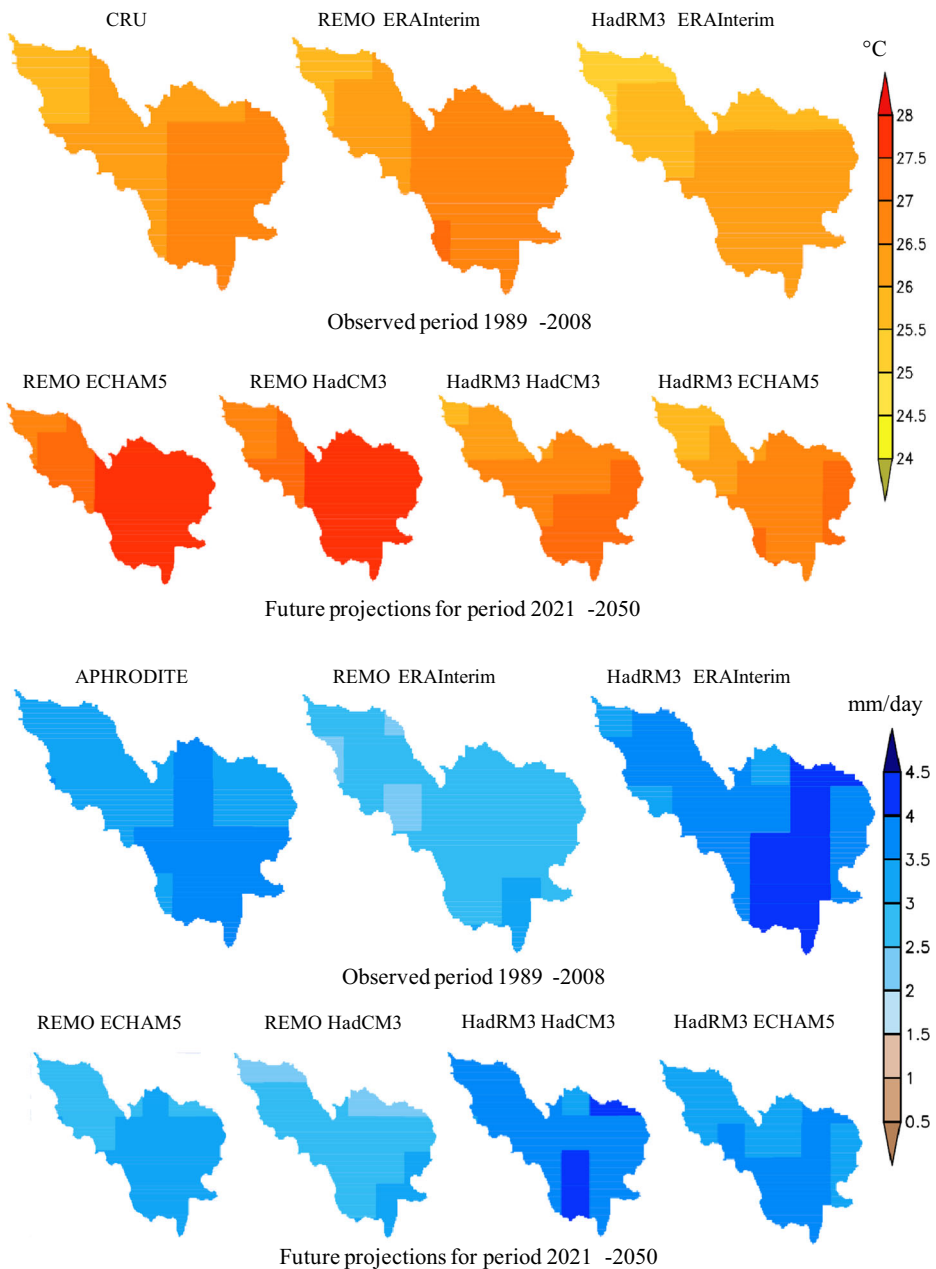 CRU REMO ERAInterim HadRM3 ERAInterim
°C
28
27.5
27
26.5
26
25.5
25
24.5
24
Observed period 1989 -2008
REMO ECHAM5 REMO HadCM3 HadRM3 HadCM3 HadRM3 ECHAM5
Future projections for period 2021 -2050
APHRODITE REMO ERAInterim HadRM3 ERAInterim
mm/day
4.5
4
3.5
3
2.5
2
1.5
1
0.5
Observed period 1989 -2008
REMO ECHAM5 REMO HadCM3 HadRM3 HadCM3 HadRM3 ECHAM5
Future projections for period 2021 -2050